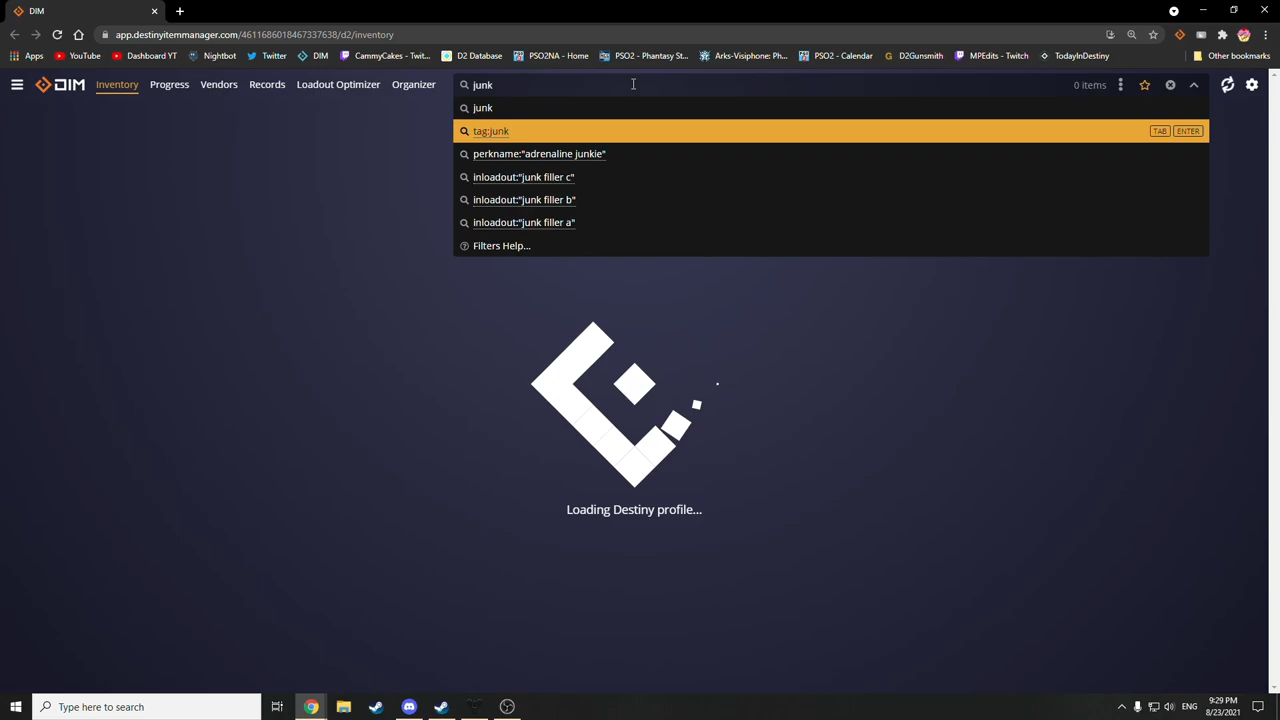 DIM
app.destinyitemmanager.com/4611686018467337638/d2/inventory
Apps YouTube Dashboard YT Nightbot Twitter DIM CammyCakes - Twit... D2 Database PSO2NA - Home PSO2 - Phantasy St... Arks-Visiphone: Ph... PSO2 - Calendar D2Gunsmith MPEdits - Twitch TodayInDestiny Other bookmarks
DIM Inventory Progress Vendors Records Loadout Optimizer Organizer junk 0 items
junk
tag:junk TAB ENTER
perkname:"adrenaline junkie"
inloadout:"junk filler c"
inloadout:"junk filler b"
inloadout:"junk filler a"
Filters Help...
Loading Destiny profile...
Type here to search ENG 9:29 PM
8/23/2021